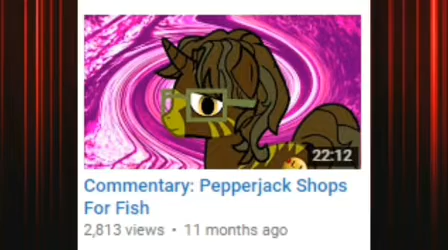 22:12
Commentary: Pepperjack Shops
For Fish
2,813 views • 11 months ago